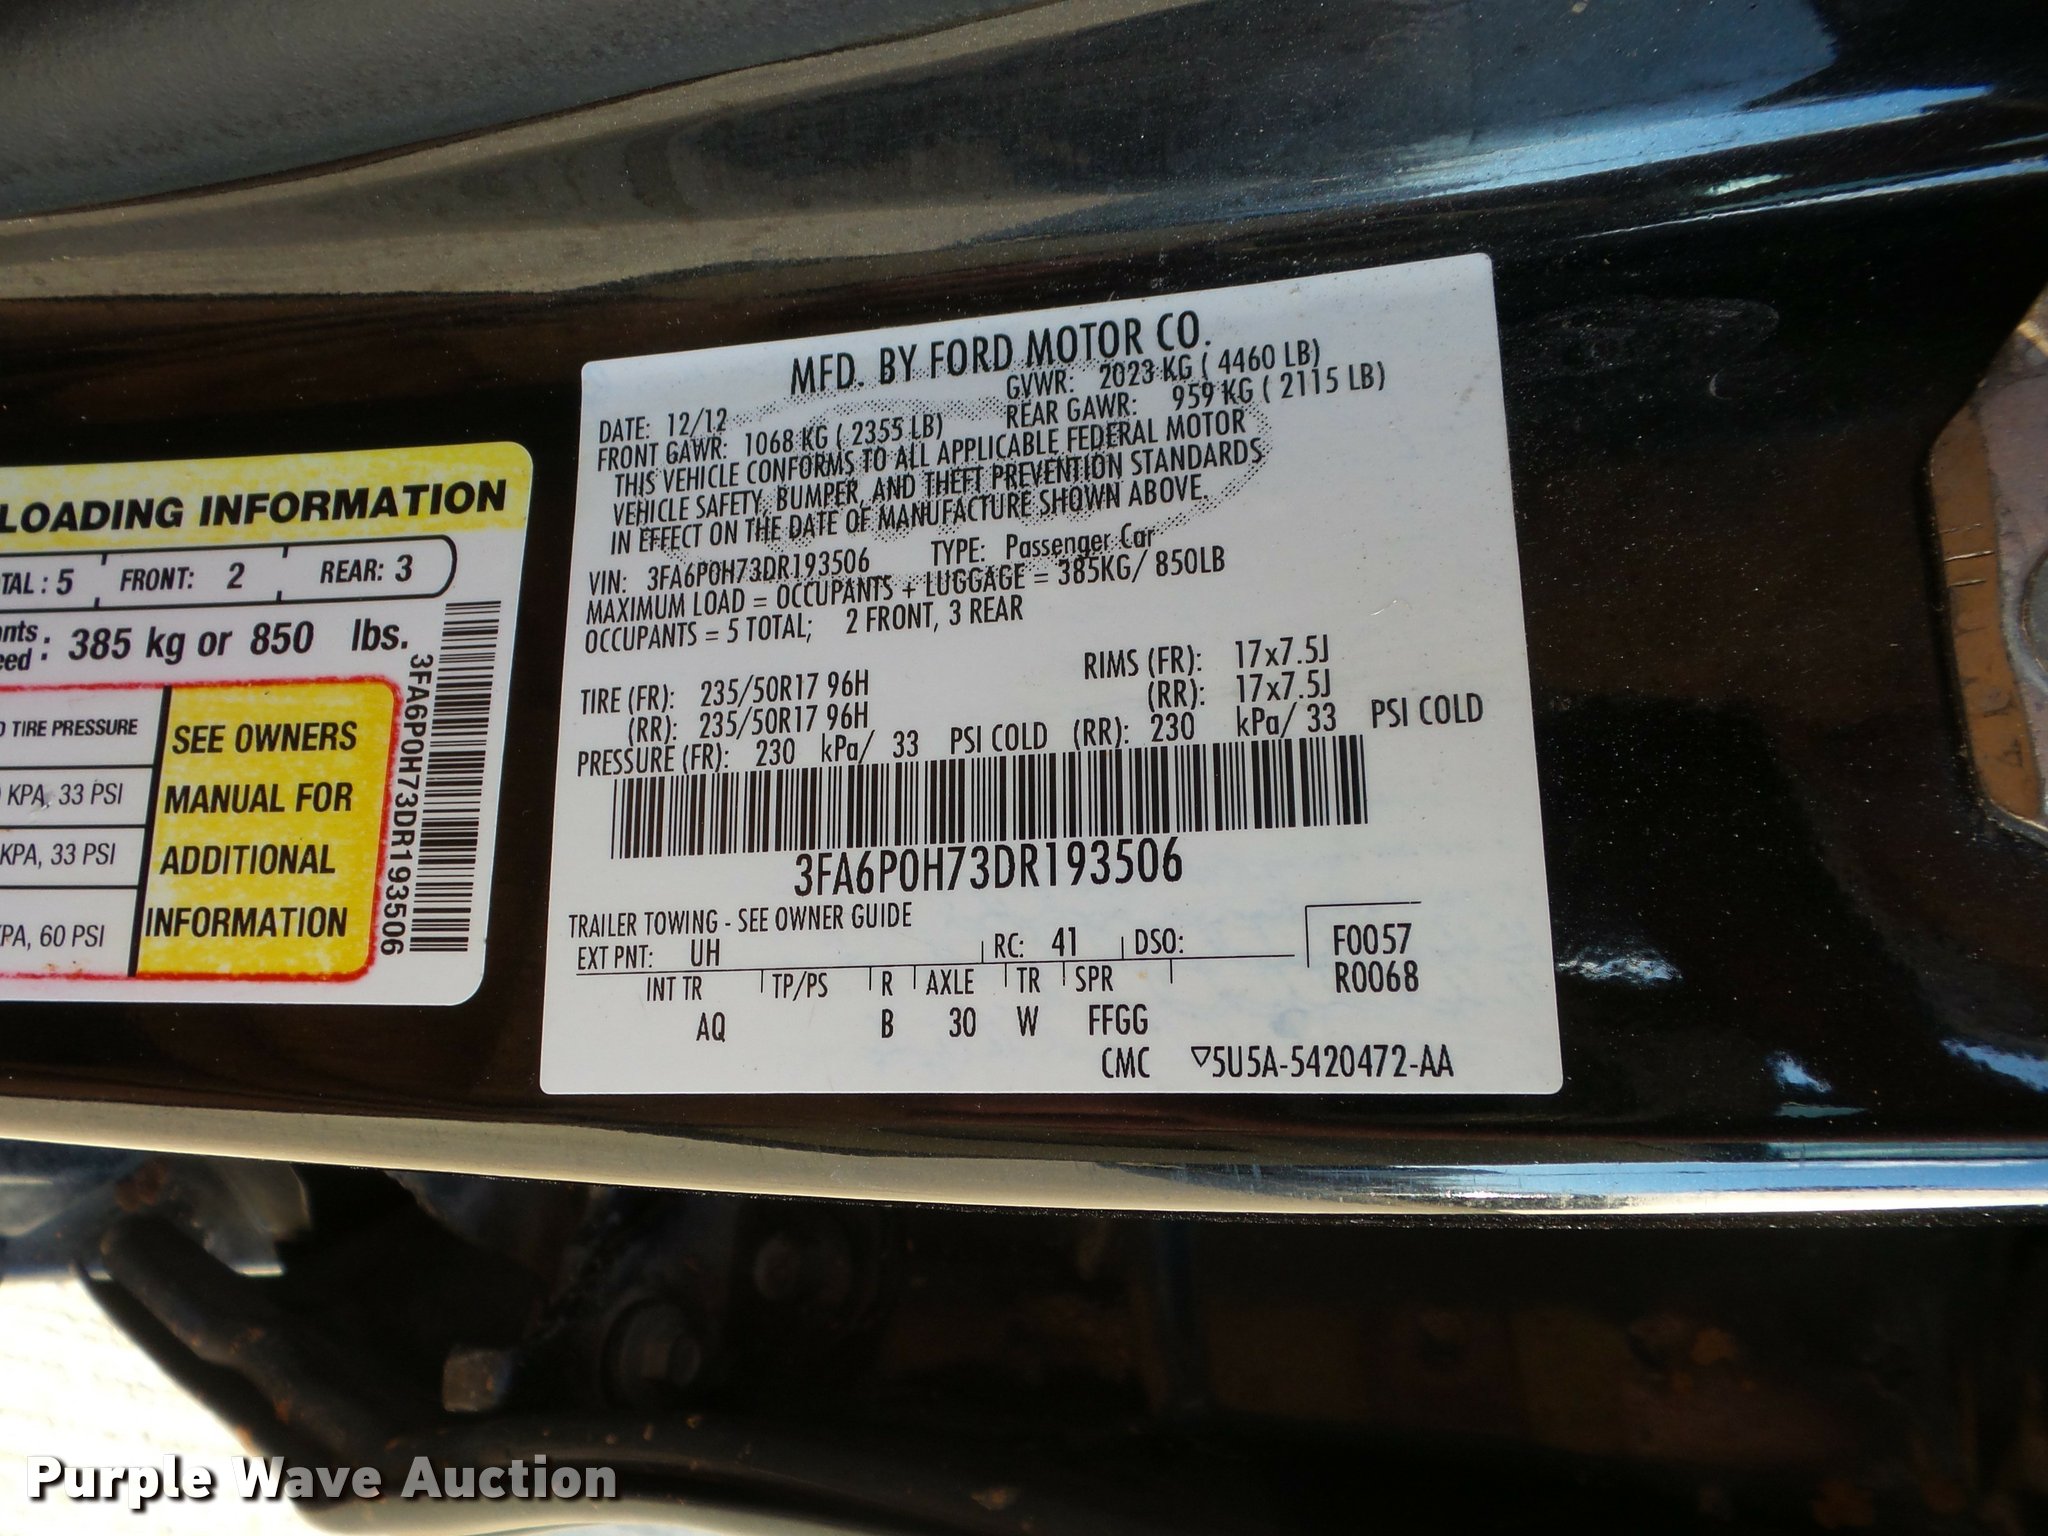 LOADING INFORMATION
TAL : 5 FRONT: 2 REAR: 3
385 kg or 850 lbs.
TIRE PRESSURE
KPA, 33 PSI
KPA, 33 PSI
KPA, 60 PSI
SEE OWNERS
MANUAL FOR
ADDITIONAL
INFORMATION
3FA6P0H73DR193506
MFD. BY FORD MOTOR CO.
DATE: 12/12 GVWR: 2023 KG ( 4460 LB)
FRONT GAWR: 1068 KG ( 2355 LB) REAR GAWR: 959 KG ( 2115 LB)
THIS VEHICLE CONFORMS TO ALL APPLICABLE FEDERAL MOTOR
VEHICLE SAFETY, BUMPER, AND THEFT PREVENTION STANDARDS
IN EFFECT ON THE DATE OF MANUFACTURE SHOWN ABOVE.
VIN: 3FA6P0H73DR193506 TYPE: Passenger Car
MAXIMUM LOAD = OCCUPANTS + LUGGAGE = 385KG/ 850LB
OCCUPANTS = 5 TOTAL; 2 FRONT, 3 REAR
TIRE (FR): 235/50R17 96H RIMS (FR): 17x7.5J
(RR): 235/50R17 96H (RR): 17x7.5J
PRESSURE (FR): 230 kPa/ 33 PSI COLD (RR): 230 kPa/ 33 PSI COLD
3FA6P0H73DR193506
TRAILER TOWING - SEE OWNER GUIDE
EXT PNT: UH RC: 41 DSO: F0057
R0068
INT TR TP/PS R AXLE TR SPR
AQ B 30 W FFGG
CMC ▽5U5A-5420472-AA
Purple Wave Auction